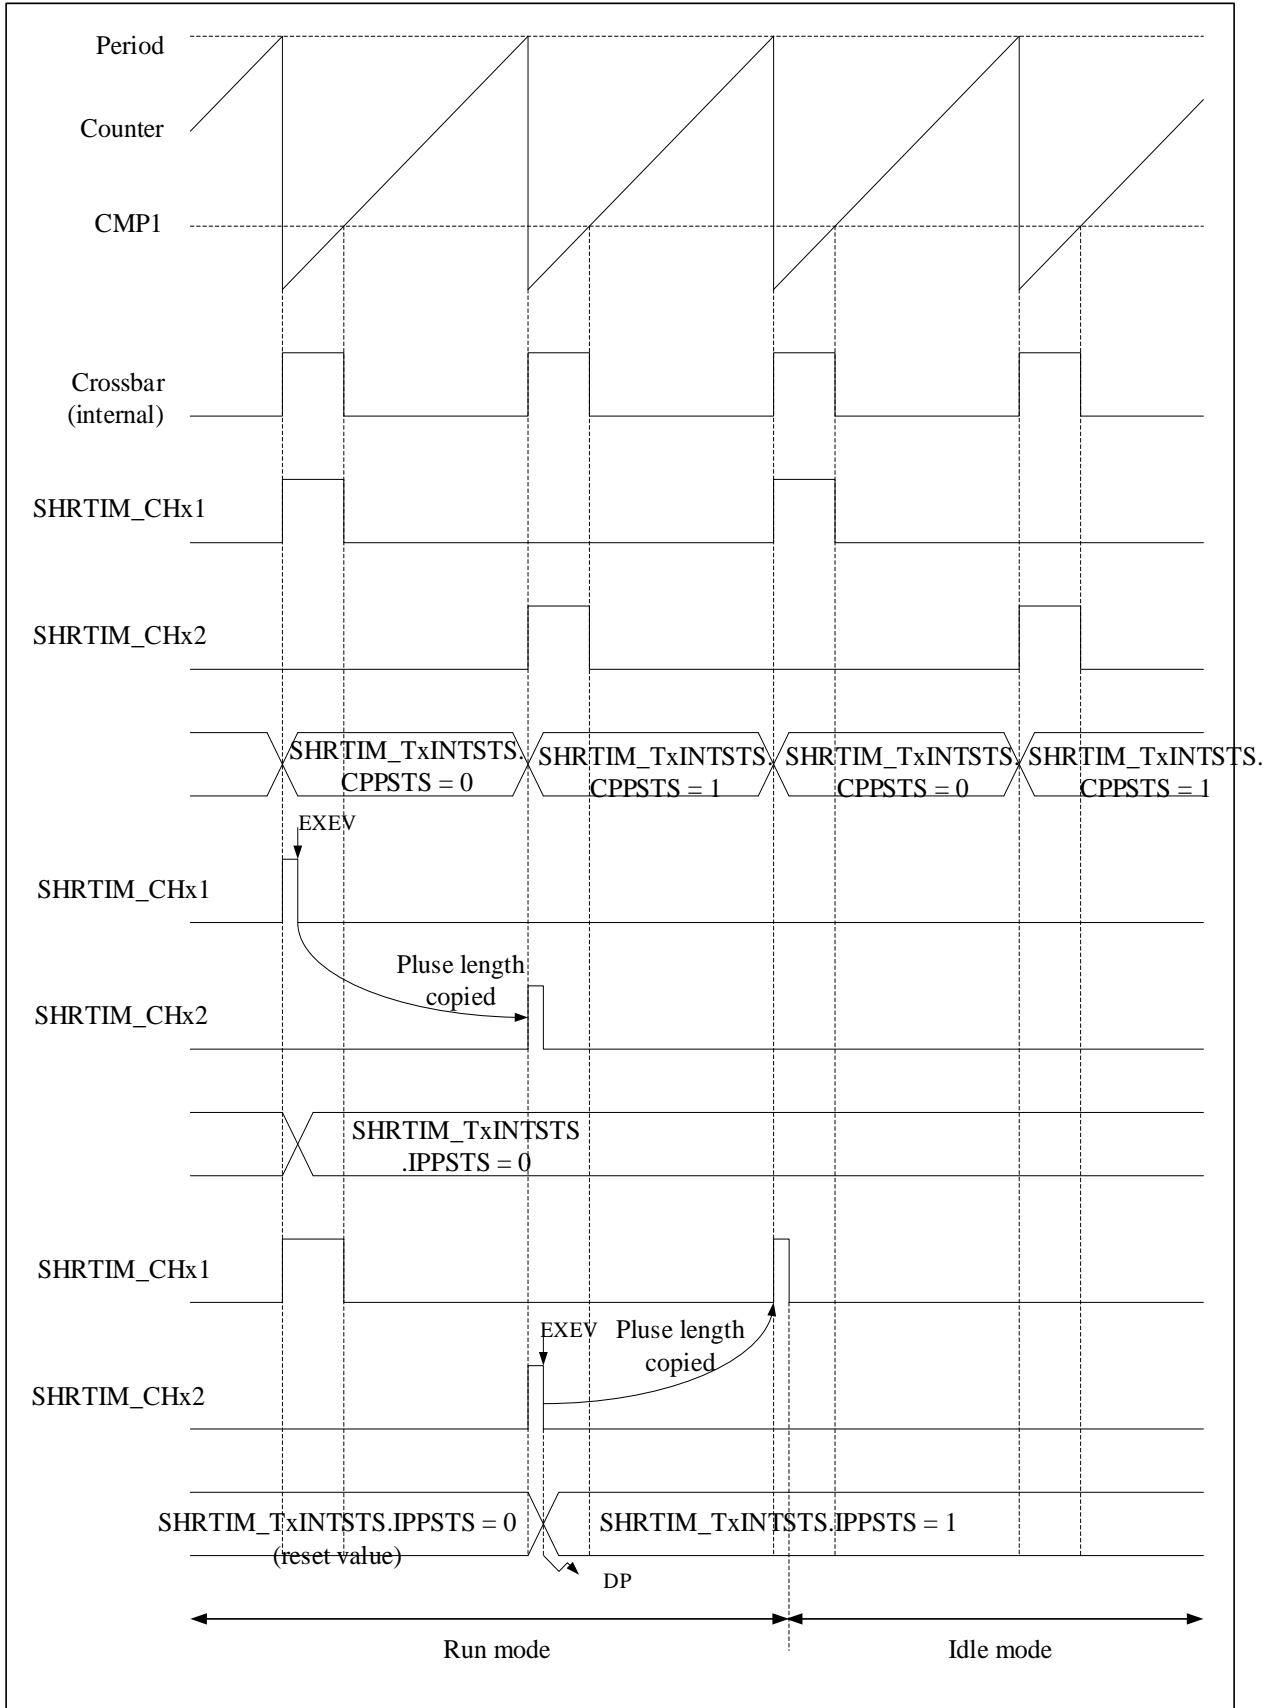 Period
Counter
CMP1
Crossbar
(internal)
SHRTIM_CHx1
SHRTIM_CHx2
SHRTIM_TxINTSTS.
CPPSTS = 0
SHRTIM_TxINTSTS.
CPPSTS = 1
SHRTIM_TxINTSTS.
CPPSTS = 0
SHRTIM_TxINTSTS.
CPPSTS = 1
EXEV
SHRTIM_CHx1
Pluse length
copied
SHRTIM_CHx2
SHRTIM_TxINTSTS
.IPPSTS = 0
SHRTIM_CHx1
EXEV
Pluse length
copied
SHRTIM_CHx2
SHRTIM_TxINTSTS.IPPSTS = 0
(reset value)
SHRTIM_TxINTSTS.IPPSTS = 1
DP
Run mode
Idle mode